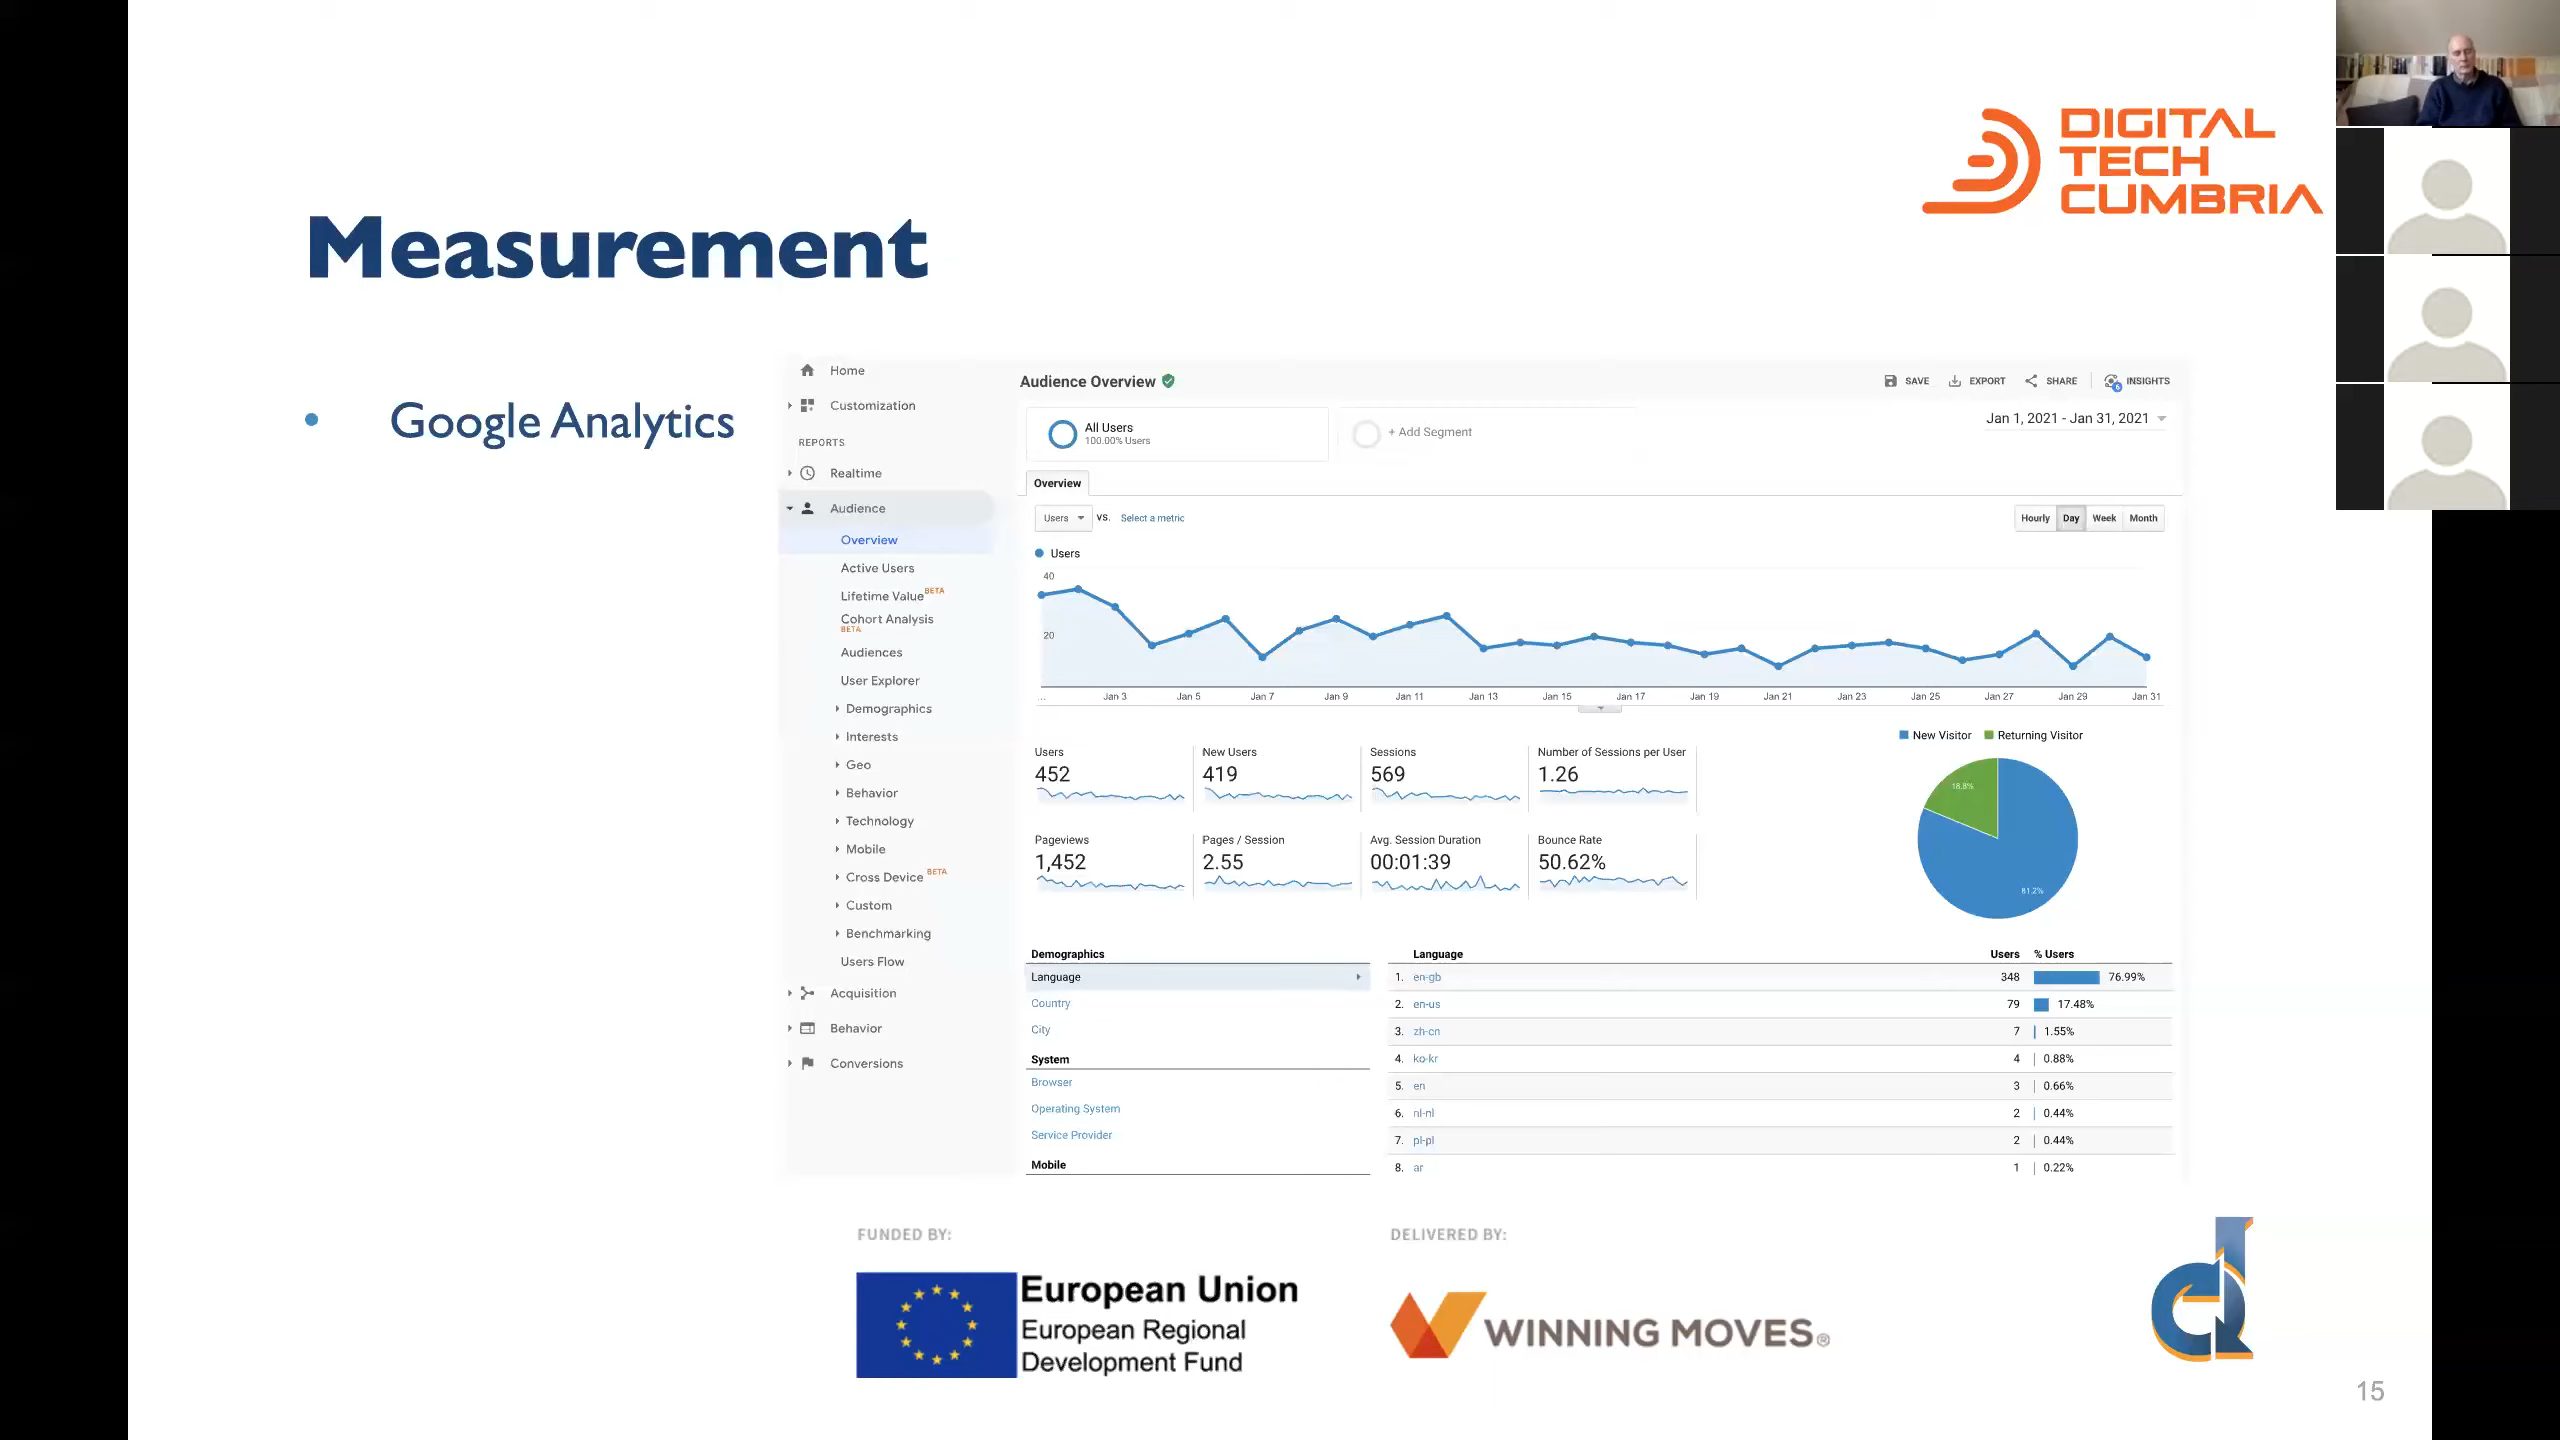 DIGITAL
TECH
CUMBRIA
Measurement
• Google Analytics
Home
Customization
REPORTS
Realtime
Audience
Overview
Active Users
Lifetime Value BETA
Cohort Analysis
BETA
Audiences
User Explorer
Demographics
Interests
Geo
Behavior
Technology
Mobile
Cross Device BETA
Custom
Benchmarking
Users Flow
Acquisition
Behavior
Conversions
Audience Overview
SAVE EXPORT SHARE 6 INSIGHTS
All Users
100.00% Users
+ Add Segment
Jan 1, 2021 - Jan 31, 2021
Overview
Users VS. Select a metric
Hourly Day Week Month
Users
40
20
... Jan 3 Jan 5 Jan 7 Jan 9 Jan 11 Jan 13 Jan 15 Jan 17 Jan 19 Jan 21 Jan 23 Jan 25 Jan 27 Jan 29 Jan 31
New Visitor Returning Visitor
Users New Users Sessions Number of Sessions per User
452 419 569 1.26
Pageviews Pages / Session Avg. Session Duration Bounce Rate
1,452 2.55 00:01:39 50.62%
18.8%
81.2%
Demographics
Language
Country
City
System
Browser
Operating System
Service Provider
Mobile
Language Users % Users
1. en-gb 348 76.99%
2. en-us 79 17.48%
3. zh-cn 7 1.55%
4. ko-kr 4 0.88%
5. en 3 0.66%
6. nl-nl 2 0.44%
7. pl-pl 2 0.44%
8. ar 1 0.22%
FUNDED BY:
European Union
European Regional
Development Fund
DELIVERED BY:
WINNING MOVES®
15